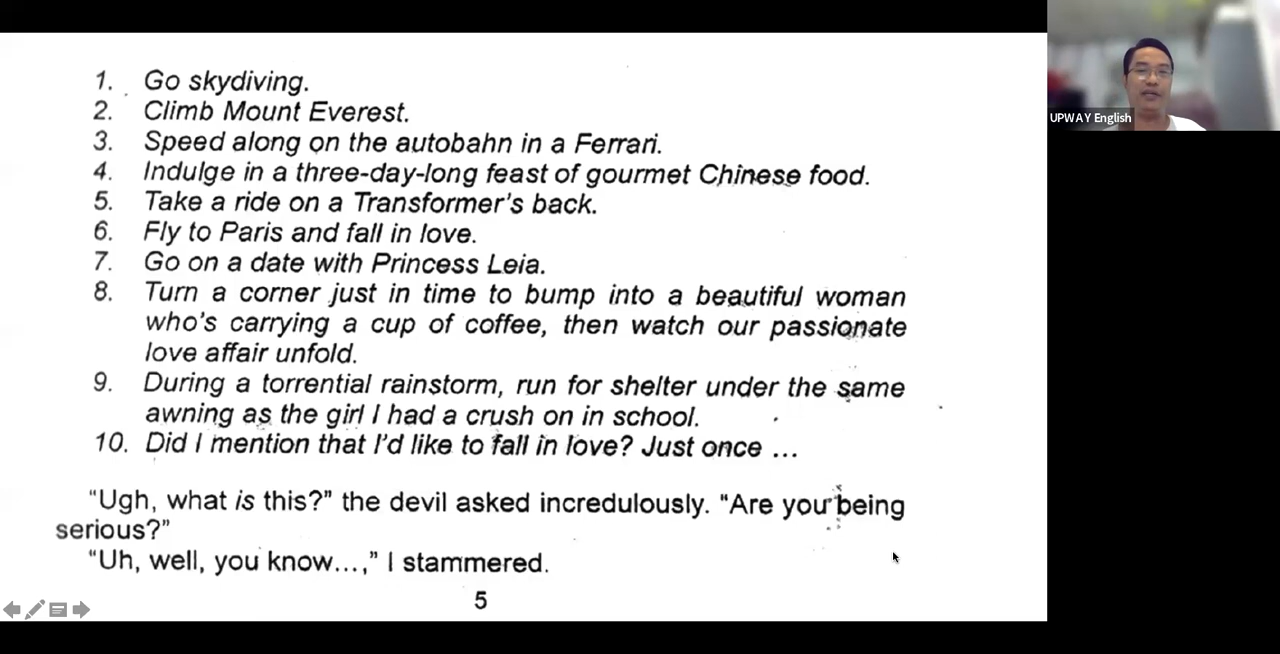 1. Go skydiving.
2. Climb Mount Everest.
3. Speed along on the autobahn in a Ferrari.
4. Indulge in a three-day-long feast of gourmet Chinese food.
5. Take a ride on a Transformer's back.
6. Fly to Paris and fall in love.
7. Go on a date with Princess Leia.
8. Turn a corner just in time to bump into a beautiful woman
who's carrying a cup of coffee, then watch our passionate
love affair unfold.
9. During a torrential rainstorm, run for shelter under the same
awning as the girl I had a crush on in school.
10. Did I mention that I'd like to fall in love? Just once ...
"Ugh, what is this?" the devil asked incredulously. "Are you being
serious?"
"Uh, well, you know...," I stammered.
5
UPWAY English